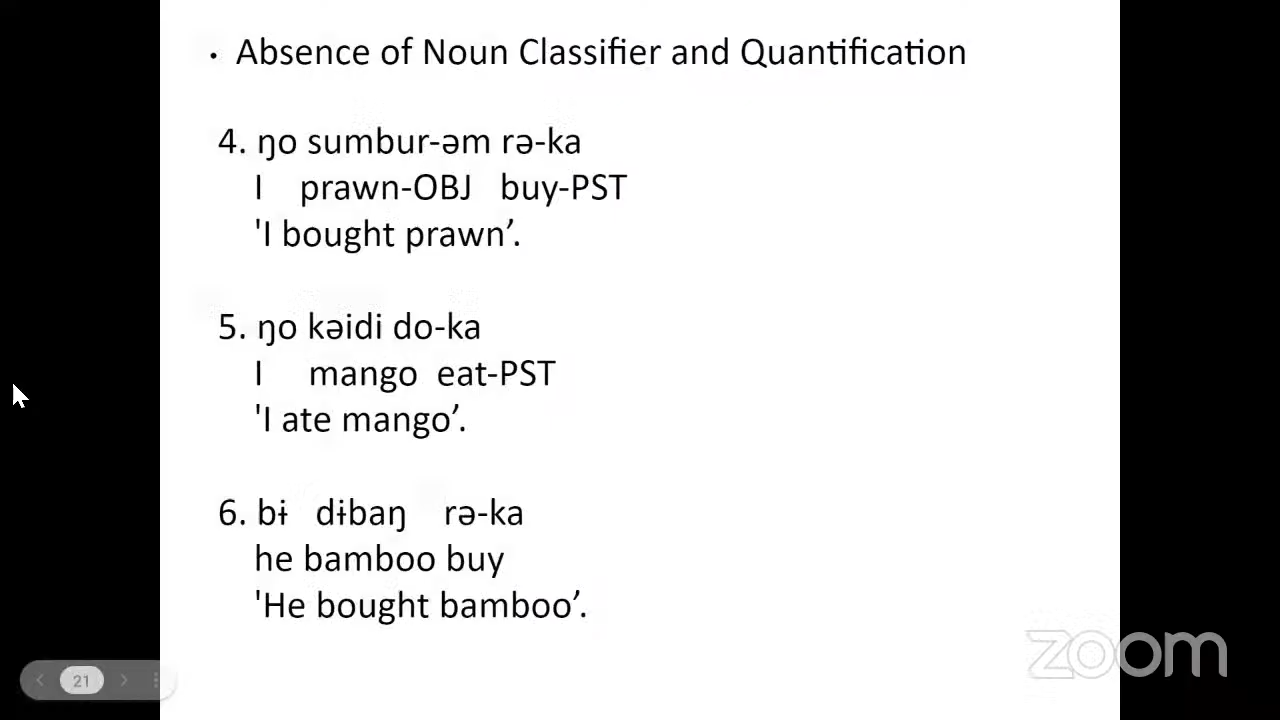 • Absence of Noun Classifier and Quantification
4. ŋo sumbur-əm rə-ka
I prawn-OBJ buy-PST
'I bought prawn’.
5. ŋo kəidi do-ka
I mango eat-PST
'I ate mango’.
6. bɨ dɨbaŋ rə-ka
he bamboo buy
'He bought bamboo’.
zoom
21